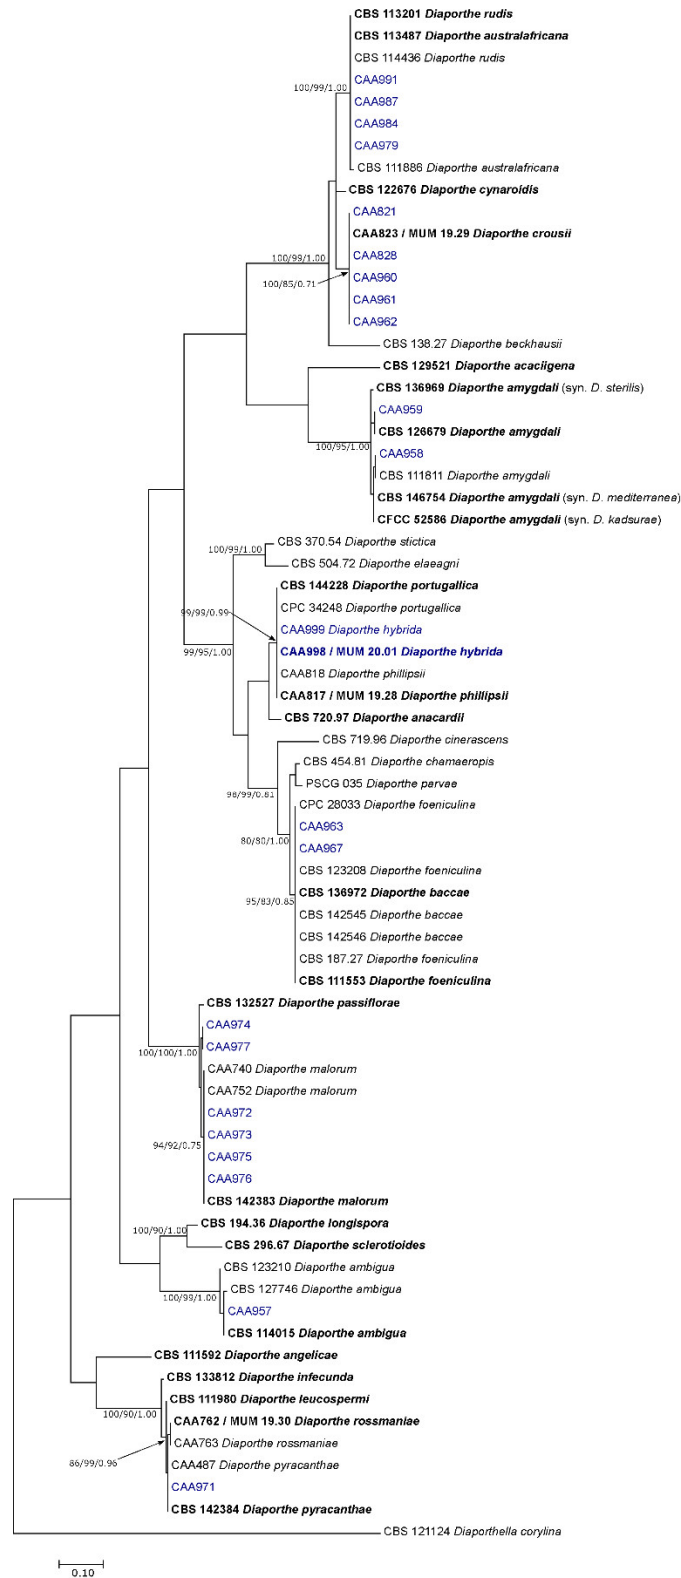 CBS 113201 Diaporthe rudis
CBS 113487 Diaporthe australafricana
CBS 114436 Diaporthe rudis
CAA991
100/99/1.00
CAA987
CAA984
CAA979
CBS 111886 Diaporthe australafricana
CBS 122676 Diaporthe cynaroidis
CAA821
CAA823 / MUM 19.29 Diaporthe crousii
CAA828
100/99/1.00
CAA960
100/85/0.71
CAA961
CAA962
CBS 138.27 Diaporthe beckhausii
CBS 129521 Diaporthe acaciigena
CBS 136969 Diaporthe amygdali (syn. D. sterilis)
CAA959
CBS 126679 Diaporthe amygdali
100/95/1.00
CAA958
CBS 111811 Diaporthe amygdali
CBS 146754 Diaporthe amygdali (syn. D. mediterranea)
CFCC 52586 Diaporthe amygdali (syn. D. kadsurae)
CBS 370.54 Diaporthe stictica
100/99/1.00
CBS 504.72 Diaporthe elaeagni
CBS 144228 Diaporthe portugallica
CPC 34248 Diaporthe portugallica
99/99/0.99
CAA999 Diaporthe hybrida
CAA998 / MUM 20.01 Diaporthe hybrida
99/95/1.00
CAA818 Diaporthe phillipsii
CAA817 / MUM 19.28 Diaporthe phillipsii
CBS 720.97 Diaporthe anacardii
CBS 719.96 Diaporthe cinerascens
CBS 454.81 Diaporthe chamaeropis
PSCG 035 Diaporthe parvae
98/99/0.81
CPC 28033 Diaporthe foeniculina
CAA963
80/80/1.00
CAA967
CBS 123208 Diaporthe foeniculina
CBS 136972 Diaporthe baccae
95/83/0.85
CBS 142545 Diaporthe baccae
CBS 142546 Diaporthe baccae
CBS 187.27 Diaporthe foeniculina
CBS 111553 Diaporthe foeniculina
CBS 132527 Diaporthe passiflorae
CAA974
CAA977
100/100/1.00
CAA740 Diaporthe malorum
CAA752 Diaporthe malorum
CAA972
CAA973
94/92/0.75
CAA975
CAA976
CBS 142383 Diaporthe malorum
CBS 194.36 Diaporthe longispora
100/90/1.00
CBS 296.67 Diaporthe sclerotioides
CBS 123210 Diaporthe ambigua
CBS 127746 Diaporthe ambigua
100/99/1.00
CAA957
CBS 114015 Diaporthe ambigua
CBS 111592 Diaporthe angelicae
CBS 133812 Diaporthe infecunda
CBS 111980 Diaporthe leucospermi
100/90/1.00
CAA762 / MUM 19.30 Diaporthe rossmaniae
CAA763 Diaporthe rossmaniae
86/99/0.96
CAA487 Diaporthe pyracanthae
CAA971
CBS 142384 Diaporthe pyracanthae
CBS 121124 Diaporthella corylina
0.10